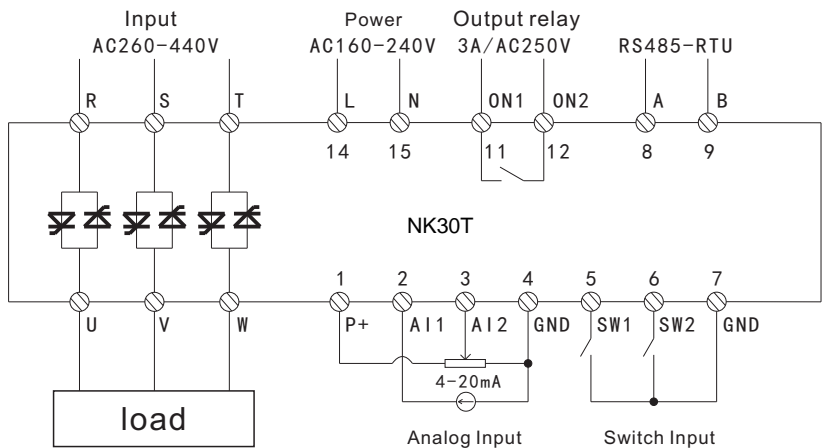 Input Power Output relay
AC260-440V AC160-240V 3A/AC250V RS485-RTU
R S T L N ON1 ON2 A B
14 15 11 12 8 9
NK30T
1 2 3 4 5 6 7
U V W P+ AI1 AI2 GND SW1 SW2 GND
4-20mA
load
Analog Input Switch Input